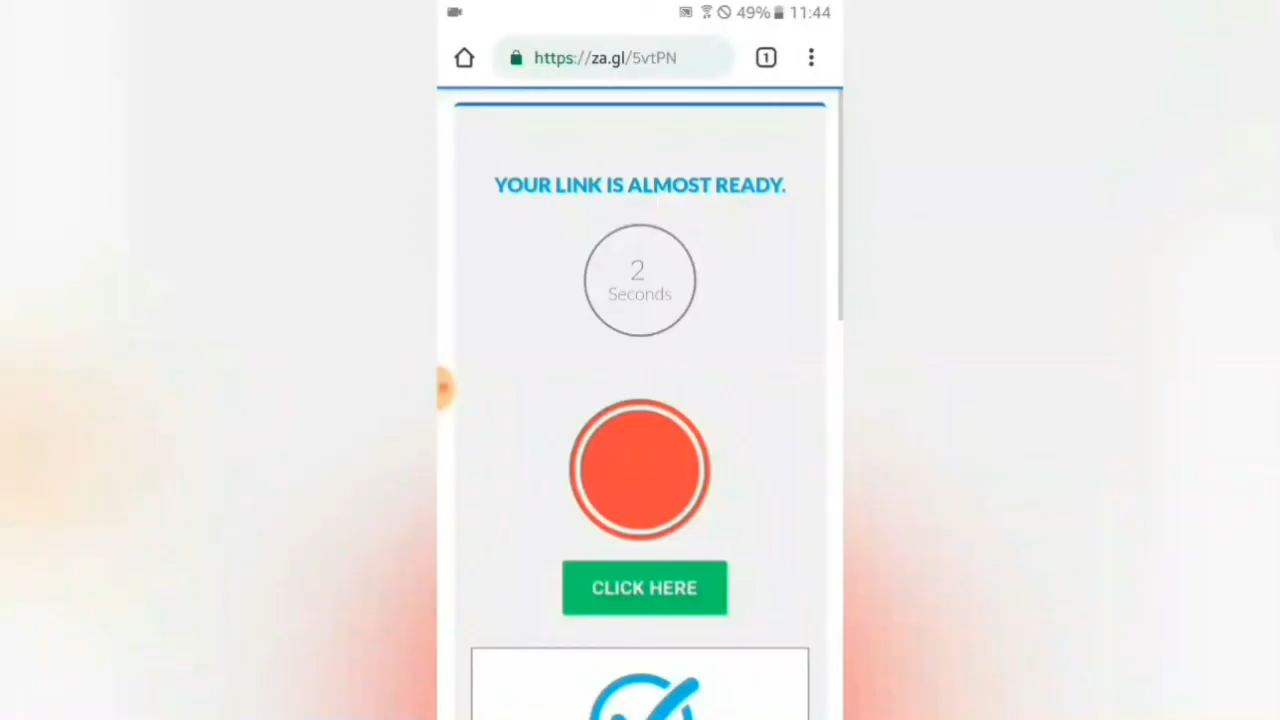 49% 11:44
https://za.gl/5vtPN 1
YOUR LINK IS ALMOST READY.
2
Seconds
CLICK HERE